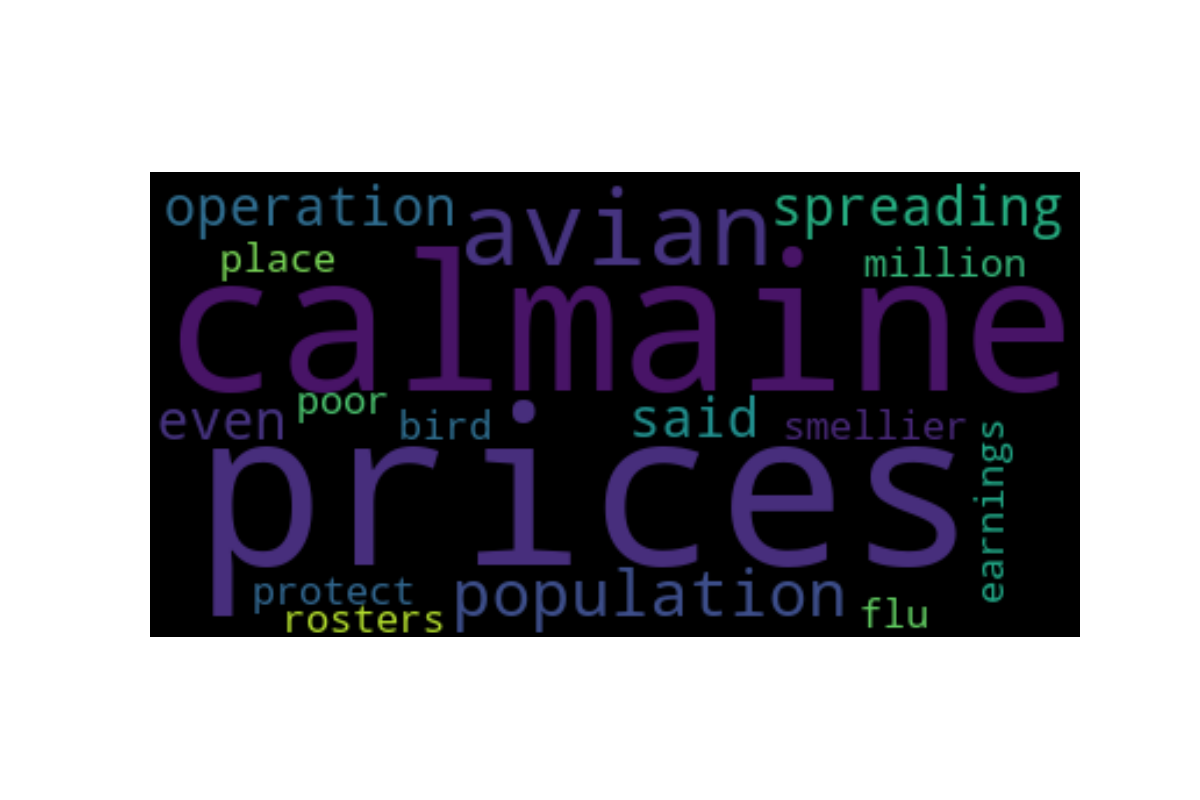 operation avian spreading
place million
calmaine
even poor bird said smellier
prices
earnings
protect population
rosters flu